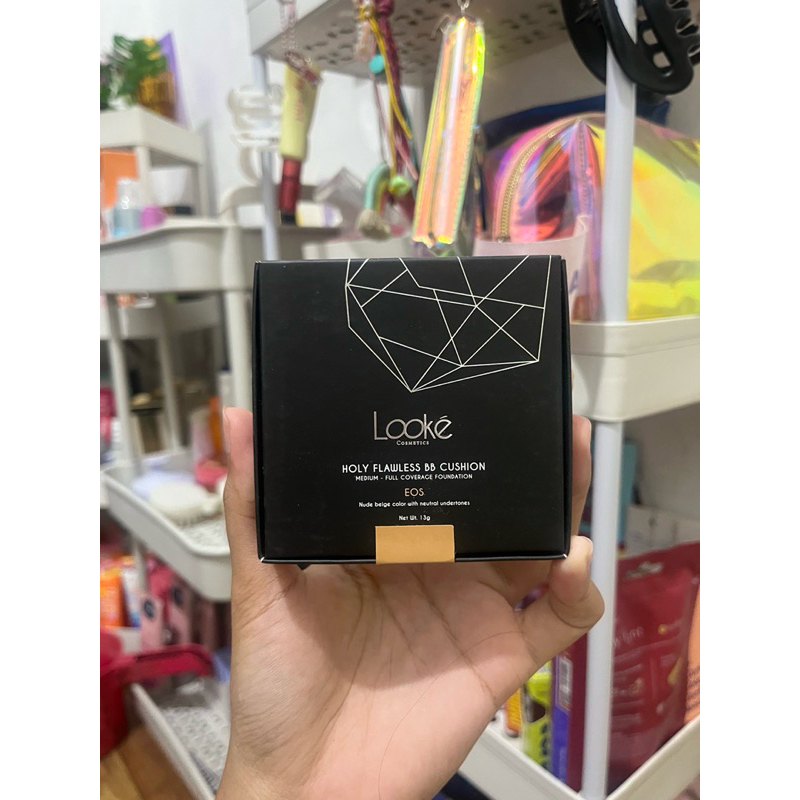 Looké
COSMETICS
HOLY FLAWLESS BB CUSHION
MEDIUM - FULL COVERAGE FOUNDATION
EOS
Nude beige color with neutral undertones
Net Wt. 13g